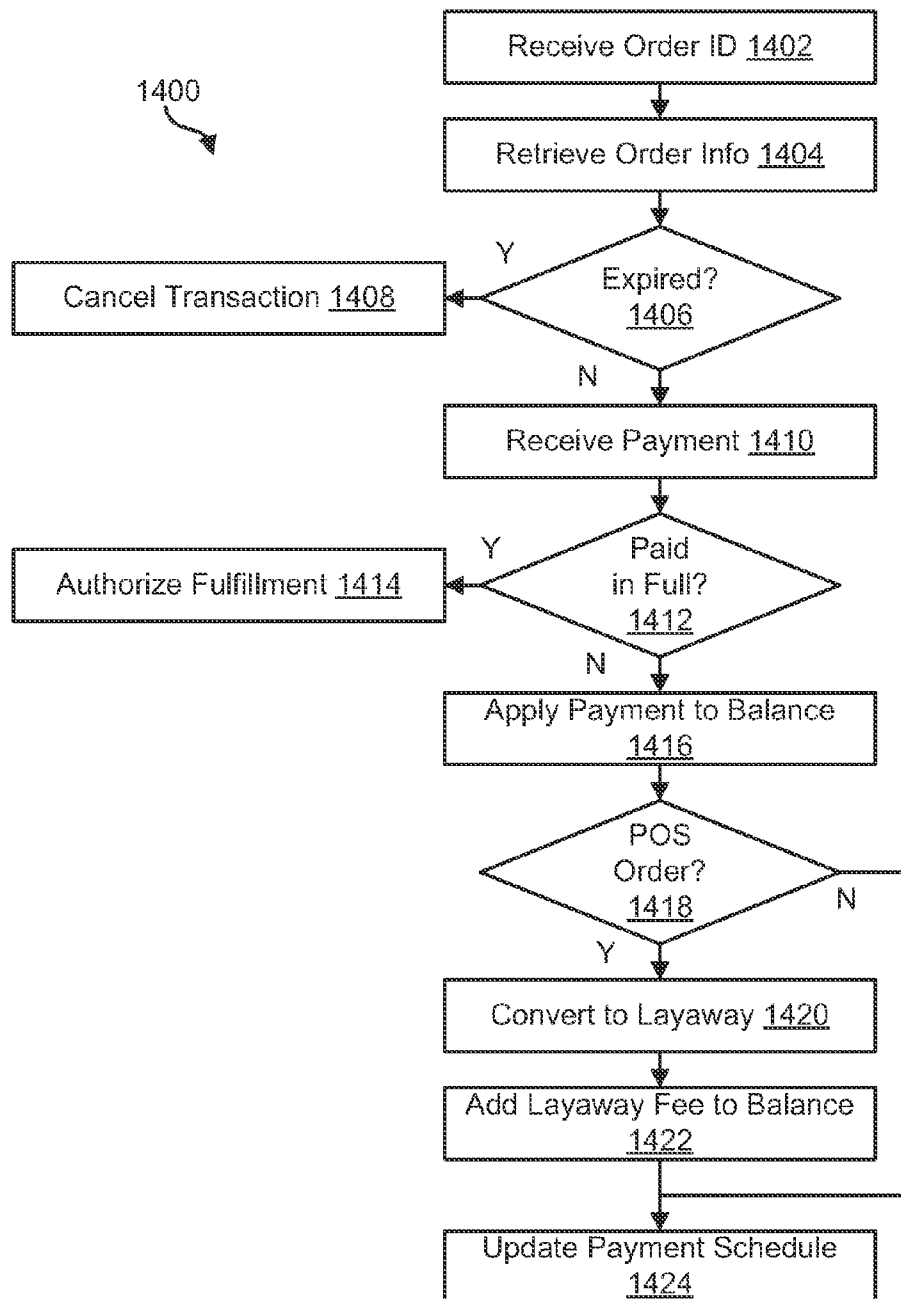 Receive Order ID 1402
1400
Retrieve Order Info 1404
Y
Expired?
1406
Cancel Transaction 1408
N
Receive Payment 1410
Y
Paid
in Full?
1412
Authorize Fulfillment 1414
N
Apply Payment to Balance
1416
POS
Order?
1418
N
Y
Convert to Layaway 1420
Add Layaway Fee to Balance
1422
Update Payment Schedule
1424